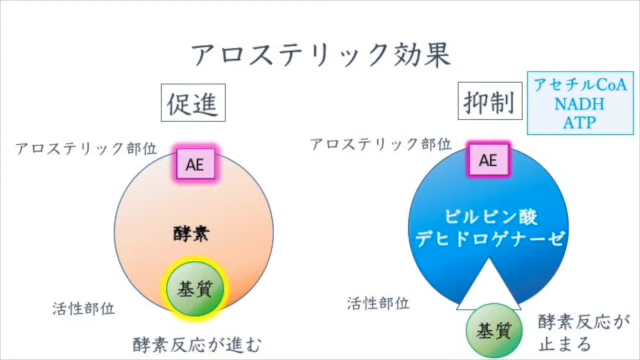 アロステリック効果
促進
抑制
アセチルCoA
NADH
ATP
アロステリック部位
AE
酵素
基質
活性部位
酵素反応が進む
アロステリック部位
AE
ピルビン酸
デヒドロゲナーゼ
活性部位
基質
酵素反応が
止まる